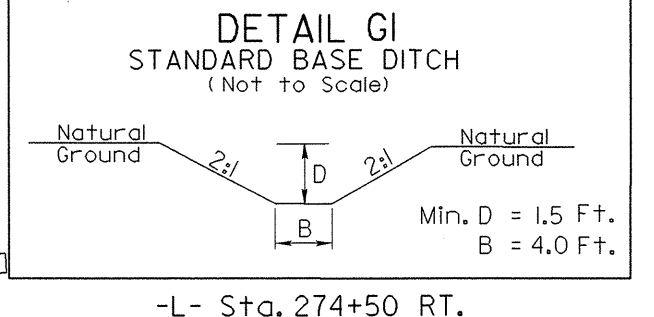 DETAIL G1
STANDARD BASE DITCH
(Not to Scale)
Natural
Ground
2:1
D
2:1
Natural
Ground
B
Min. D = 1.5 Ft.
B = 4.0 Ft.
-L- Sta. 274+50 RT.